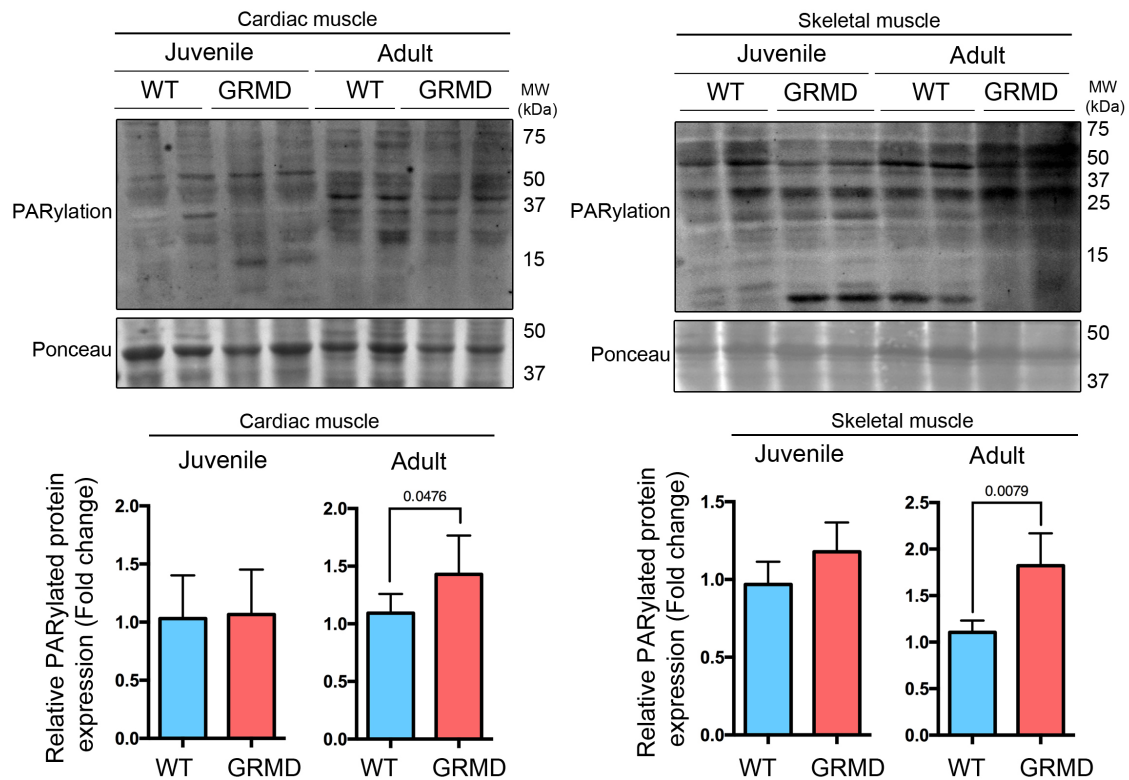 Cardiac muscle
Juvenile Adult
WT GRMD WT GRMD MW
(kDa)
75
50
37
15
PARylation
50
37
Ponceau
Skeletal muscle
Juvenile Adult
WT GRMD WT GRMD MW
(kDa)
75
50
37
25
15
PARylation
50
37
Ponceau
Cardiac muscle
Juvenile Adult
Relative PARylated protein
expression (Fold change)
2.0
1.5
1.0
0.5
0.0
WT GRMD
2.0
1.5
1.0
0.5
0.0
0.0476
WT GRMD
Skeletal muscle
Juvenile Adult
Relative PARylated protein
expression (Fold change)
1.5
1.0
0.5
0.0
WT GRMD
2.5
2.0
1.5
1.0
0.5
0.0
0.0079
WT GRMD